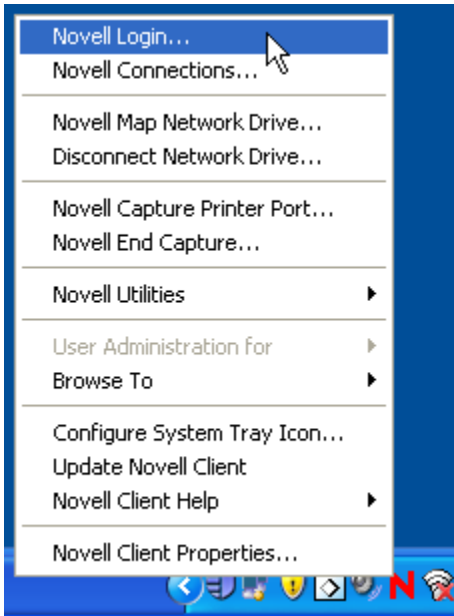 Novell Login...
Novell Connections...
Novell Map Network Drive...
Disconnect Network Drive...
Novell Capture Printer Port...
Novell End Capture...
Novell Utilities
User Administration for
Browse To
Configure System Tray Icon...
Update Novell Client
Novell Client Help
Novell Client Properties...
N